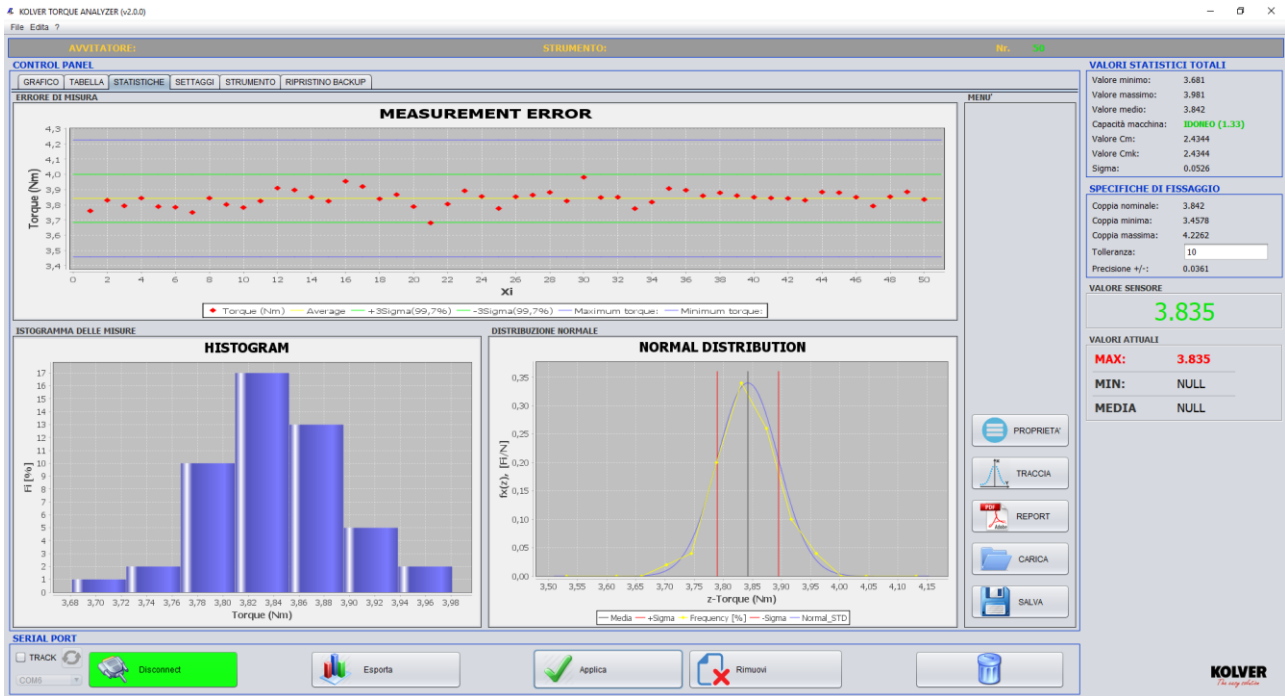 KOLVER TORQUE ANALYZER (v2.0.0)
File Edita ?
AVVITATORE: STRUMENTO: Nr. 50
CONTROL PANEL
GRAFICO TABELLA STATISTICHE SETTAGGI STRUMENTO RIPRISTINO BACKUP
ERRORE DI MISURA
MEASUREMENT ERROR
4,3
4,2
4,1
4,0
3,9
3,8
3,7
3,6
3,5
3,4
Torque (Nm)
0 2 4 6 8 10 12 14 16 18 20 22 24 26 28 30 32 34 36 38 40 42 44 46 48 50
Xi
Torque (Nm) Average +3Sigma(99,7%) -3Sigma(99,7%) Maximum torque: Minimum torque:
ISTOGRAMMA DELLE MISURE
HISTOGRAM
17
16
15
14
13
12
11
10
9
8
7
6
5
4
3
2
1
0
Fi [%]
3,68 3,70 3,72 3,74 3,76 3,78 3,80 3,82 3,84 3,86 3,88 3,90 3,92 3,94 3,96 3,98
Torque (Nm)
DISTRIBUZIONE NORMALE
NORMAL DISTRIBUTION
0,35
0,30
0,25
0,20
0,15
0,10
0,05
0,00
fx(z), [Fi/N]
3,50 3,55 3,60 3,65 3,70 3,75 3,80 3,85 3,90 3,95 4,00 4,05 4,10 4,15
z-Torque (Nm)
Media +Sigma Frequency [%] -Sigma Normal_STD
MENU'
PROPRIETA'
TRACCIA
PDF
Adobe
REPORT
CARICA
SALVA
SERIAL PORT
TRACK
COM5
Disconnect
Esporta
Applica
Rimuovi
VALORI STATISTICI TOTALI
Valore minimo: 3.681
Valore massimo: 3.981
Valore medio: 3.842
Capacità macchina: IDONEO (1.33)
Valore Cm: 2.4344
Valore Cmk: 2.4344
Sigma: 0.0526
SPECIFICHE DI FISSAGGIO
Coppia nominale: 3.842
Coppia minima: 3.4578
Coppia massima: 4.2262
Tolleranza: 10
Precisione +/-: 0.0361
VALORE SENSORE
3.835
VALORI ATTUALI
MAX: 3.835
MIN: NULL
MEDIA NULL
KOLVER
The easy solution